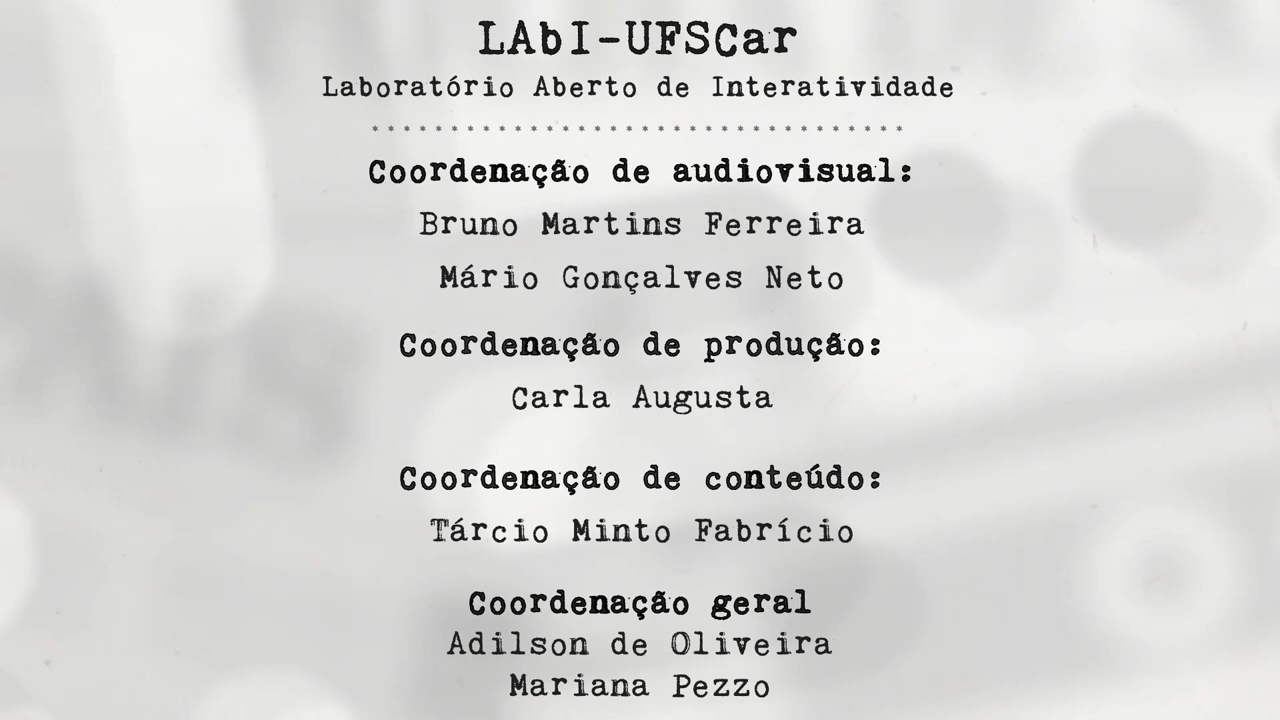 LAbI-UFSCar
Laboratório Aberto de Interatividade
Coordenação de audiovisual:
Bruno Martins Ferreira
Mário Gonçalves Neto
Coordenação de produção:
Carla Augusta
Coordenação de conteúdo:
Tárcio Minto Fabrício
Coordenação geral
Adilson de Oliveira
Mariana Pezzo